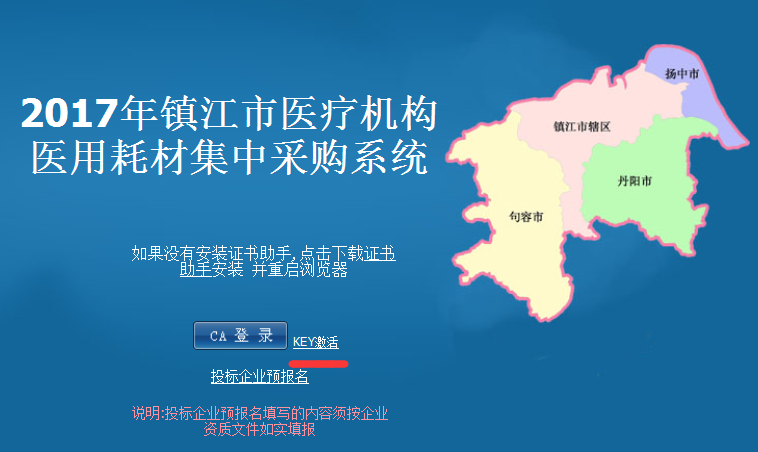 2017年镇江市医疗机构
医用耗材集中采购系统
扬中市
镇江市辖区
丹阳市
句容市
如果没有安装证书助手,点击下载证书
助手安装 并重启浏览器
CA 登 录 KEY激活
投标企业预报名
说明:投标企业预报名填写的内容须按企业
资质文件如实填报